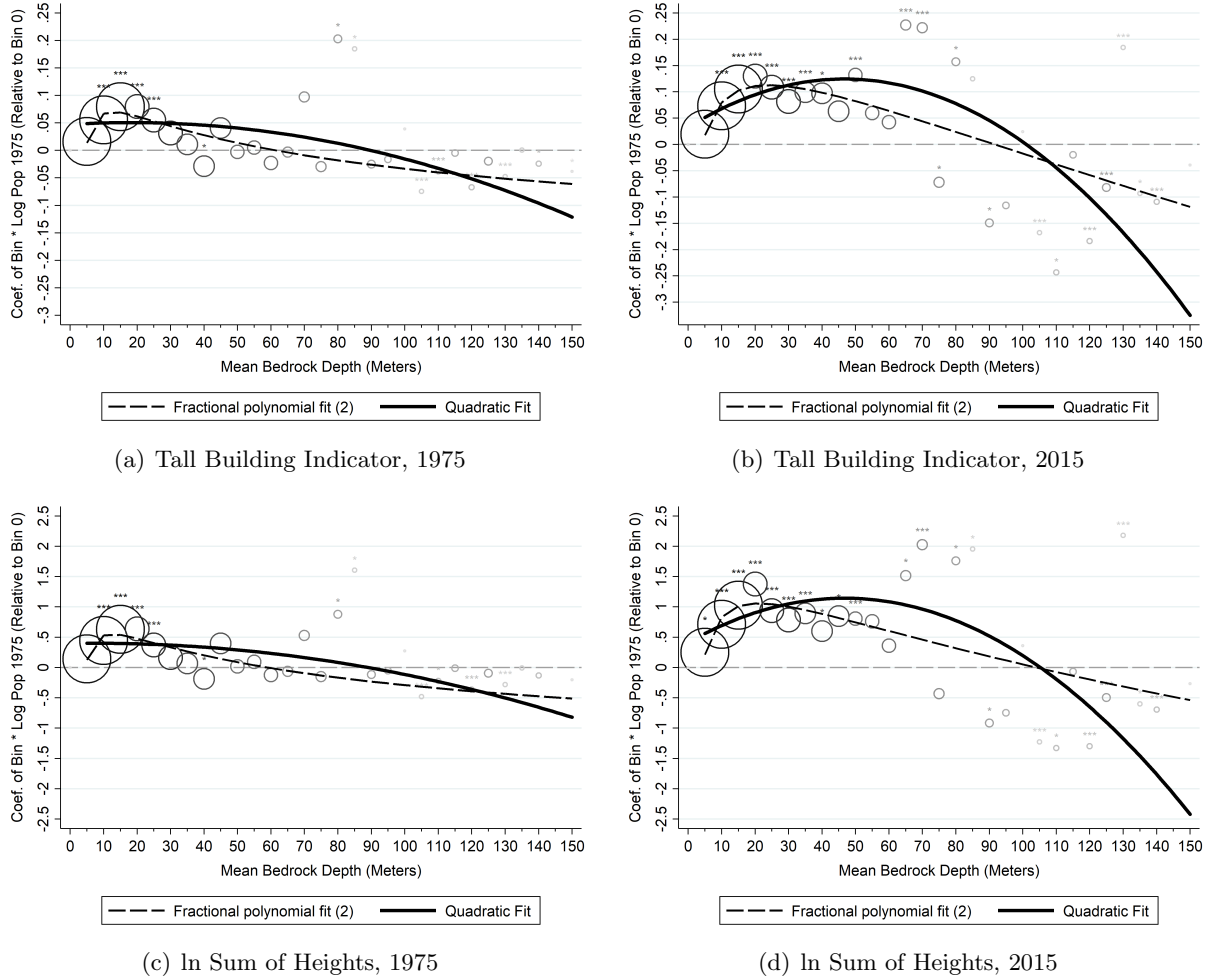 Coef. of Bin * Log Pop 1975 (Relative to Bin 0)
.25
.2
.15
.1
.05
0
-.05
-.1
-.15
-.2
-.25
-.3
0 10 20 30 40 50 60 70 80 90 100 110 120 130 140 150
Mean Bedrock Depth (Meters)
Fractional polynomial fit (2) Quadratic Fit
(a) Tall Building Indicator, 1975
Coef. of Bin * Log Pop 1975 (Relative to Bin 0)
.25
.2
.15
.1
.05
0
-.05
-.1
-.15
-.2
-.25
-.3
0 10 20 30 40 50 60 70 80 90 100 110 120 130 140 150
Mean Bedrock Depth (Meters)
Fractional polynomial fit (2) Quadratic Fit
(b) Tall Building Indicator, 2015
Coef. of Bin * Log Pop 1975 (Relative to Bin 0)
2.5
2
1.5
1
.5
0
-.5
-1
-1.5
-2
-2.5
0 10 20 30 40 50 60 70 80 90 100 110 120 130 140 150
Mean Bedrock Depth (Meters)
Fractional polynomial fit (2) Quadratic Fit
(c) ln Sum of Heights, 1975
Coef. of Bin * Log Pop 1975 (Relative to Bin 0)
2.5
2
1.5
1
.5
0
-.5
-1
-1.5
-2
-2.5
0 10 20 30 40 50 60 70 80 90 100 110 120 130 140 150
Mean Bedrock Depth (Meters)
Fractional polynomial fit (2) Quadratic Fit
(d) ln Sum of Heights, 2015